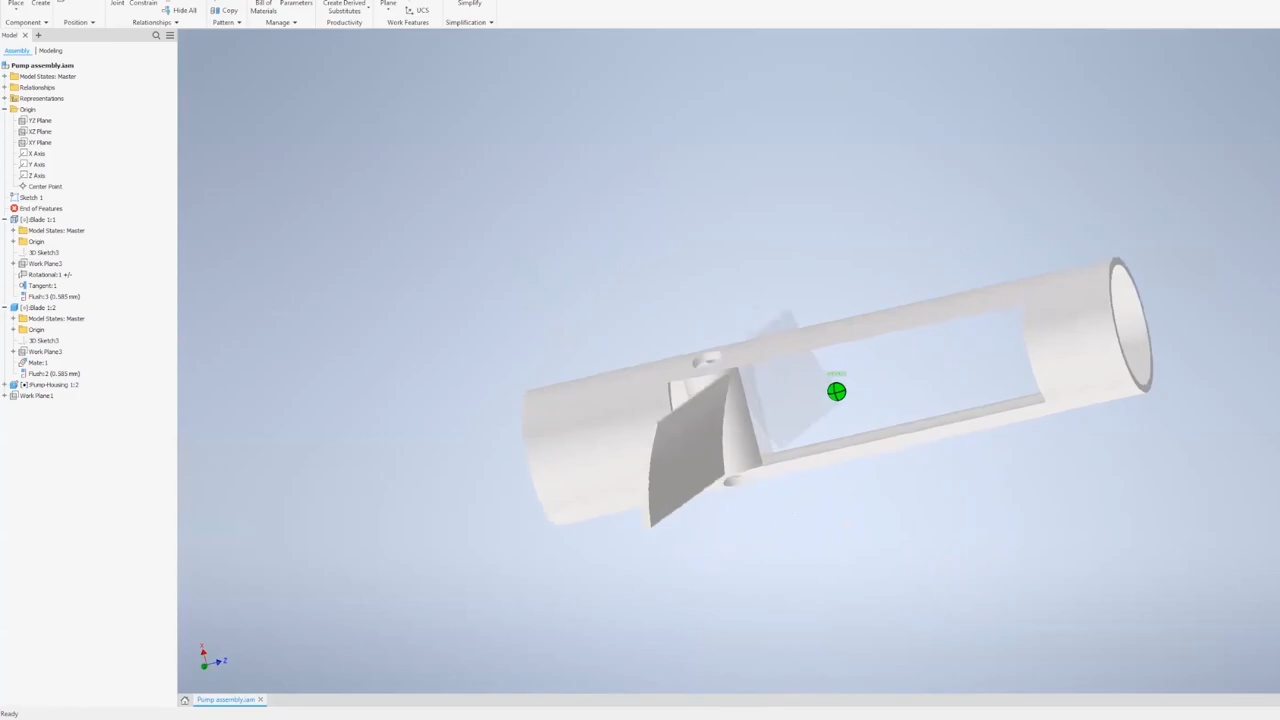 Place
Create
Joint
Constrain
Hide All
Copy
Bill of
Materials
Parameters
Create Derived
Substitutes
Plane
UCS
Simplify
Component
Position
Relationships
Pattern
Manage
Productivity
Work Features
Simplification
Model
Assembly
Modeling
Pump assembly.iam
Model States: Master
Relationships
Representations
Origin
YZ Plane
XZ Plane
XY Plane
X Axis
Y Axis
Z Axis
Center Point
Sketch 1
End of Features
Blade 1:1
Model States: Master
Origin
3D Sketch3
Work Plane3
Rotational:1 +/-
Tangent:1
Flush:3 (0.585 mm)
Blade 1:2
Model States: Master
Origin
3D Sketch3
Work Plane3
Mate:1
Flush:2 (0.585 mm)
Pump-Housing 1:2
Work Plane1
X
Z
Pump assembly.iam
Ready